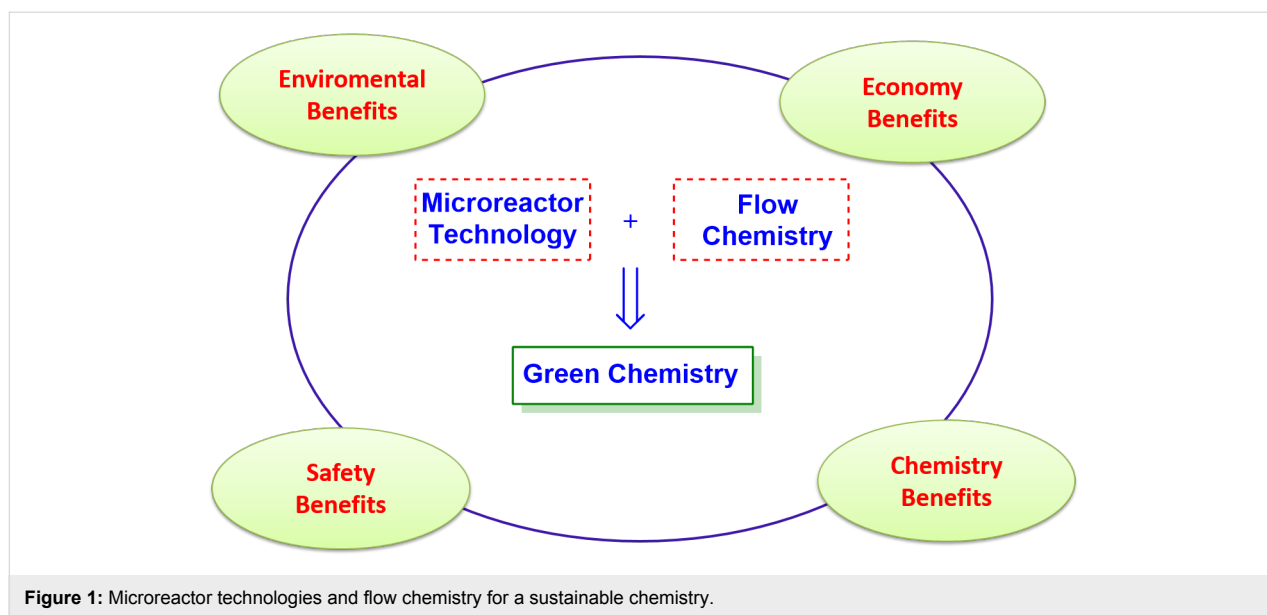 Enviromental
Benefits
Economy
Benefits
Microreactor
Technology
+
Flow
Chemistry
Green Chemistry
Safety
Benefits
Chemistry
Benefits
Figure 1: Microreactor technologies and flow chemistry for a sustainable chemistry.